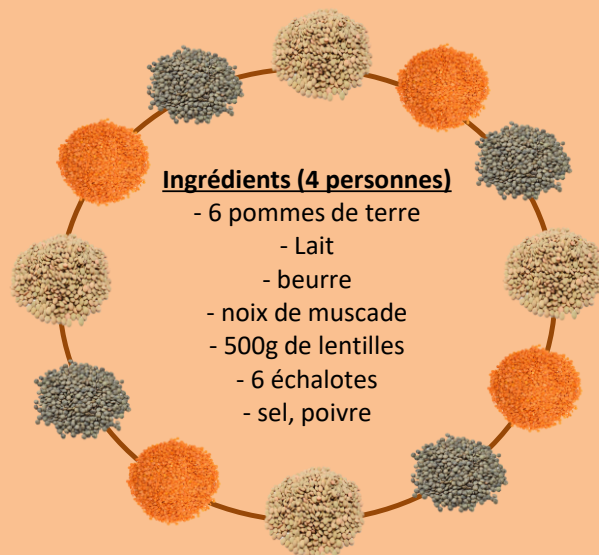 Ingrédients (4 personnes)
- 6 pommes de terre
- Lait
- beurre
- noix de muscade
- 500g de lentilles
- 6 échalotes
- sel, poivre